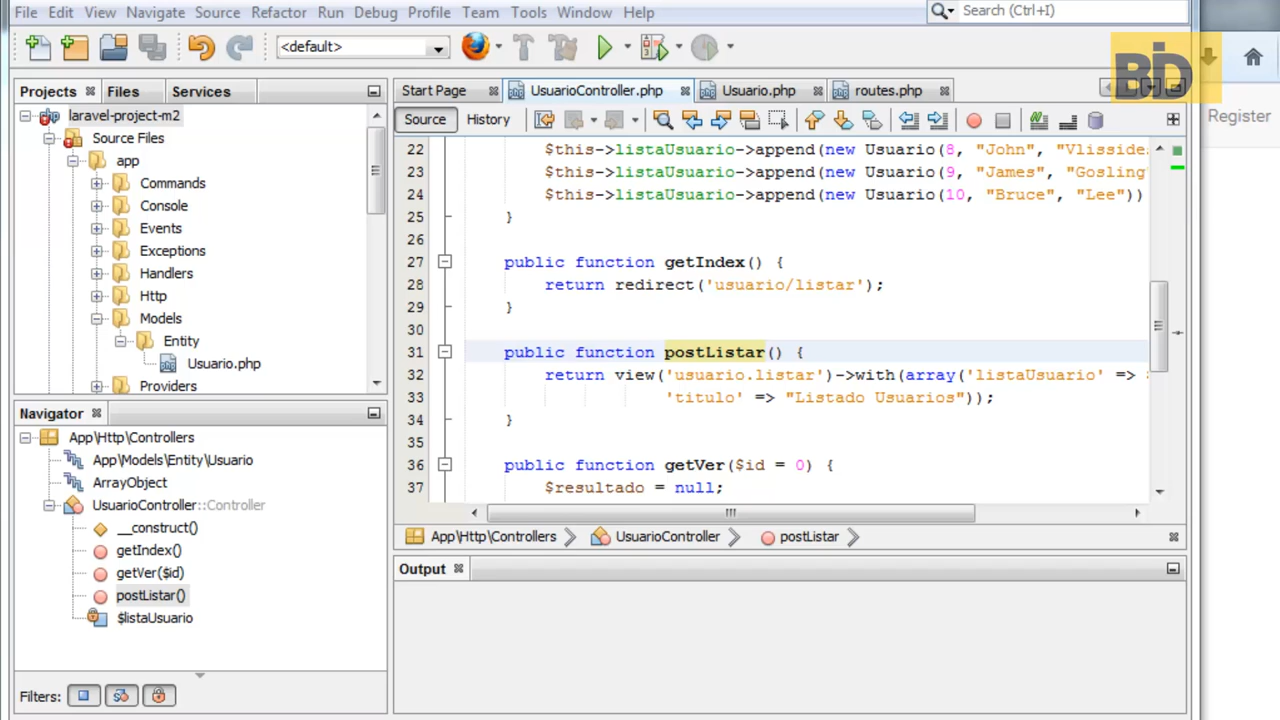 File Edit View Navigate Source Refactor Run Debug Profile Team Tools Window Help
Search (Ctrl+I)
<default>
BD
Register
Projects Files Services
Start Page UsuarioController.php Usuario.php routes.php
Source History
laravel-project-m2
Source Files
app
Commands
Console
Events
Exceptions
Handlers
Http
Models
Entity
Usuario.php
Providers
22 $this->listaUsuario->append(new Usuario(8, "John", "Vlisside
23 $this->listaUsuario->append(new Usuario(9, "James", "Gosling
24 $this->listaUsuario->append(new Usuario(10, "Bruce", "Lee"))
25 }
26
27 public function getIndex() {
28 return redirect('usuario/listar');
29 }
30
31 public function postListar() {
32 return view('usuario.listar')->with(array('listaUsuario' =>
33 'titulo' => "Listado Usuarios"));
34 }
35
36 public function getVer($id = 0) {
37 $resultado = null;
App\Http\Controllers UsuarioController postListar
Navigator
App\Http\Controllers
App\Models\Entity\Usuario
ArrayObject
UsuarioController::Controller
__construct()
getIndex()
getVer($id)
postListar()
$listaUsuario
Filters:
Output